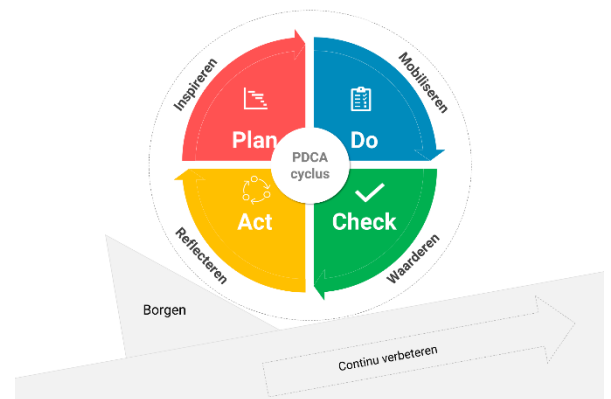 Inspireren
Mobiliseren
Plan
Do
PDCA
cyclus
Act
Check
Reflecteren
Waarderen
Borgen
Continu verbeteren